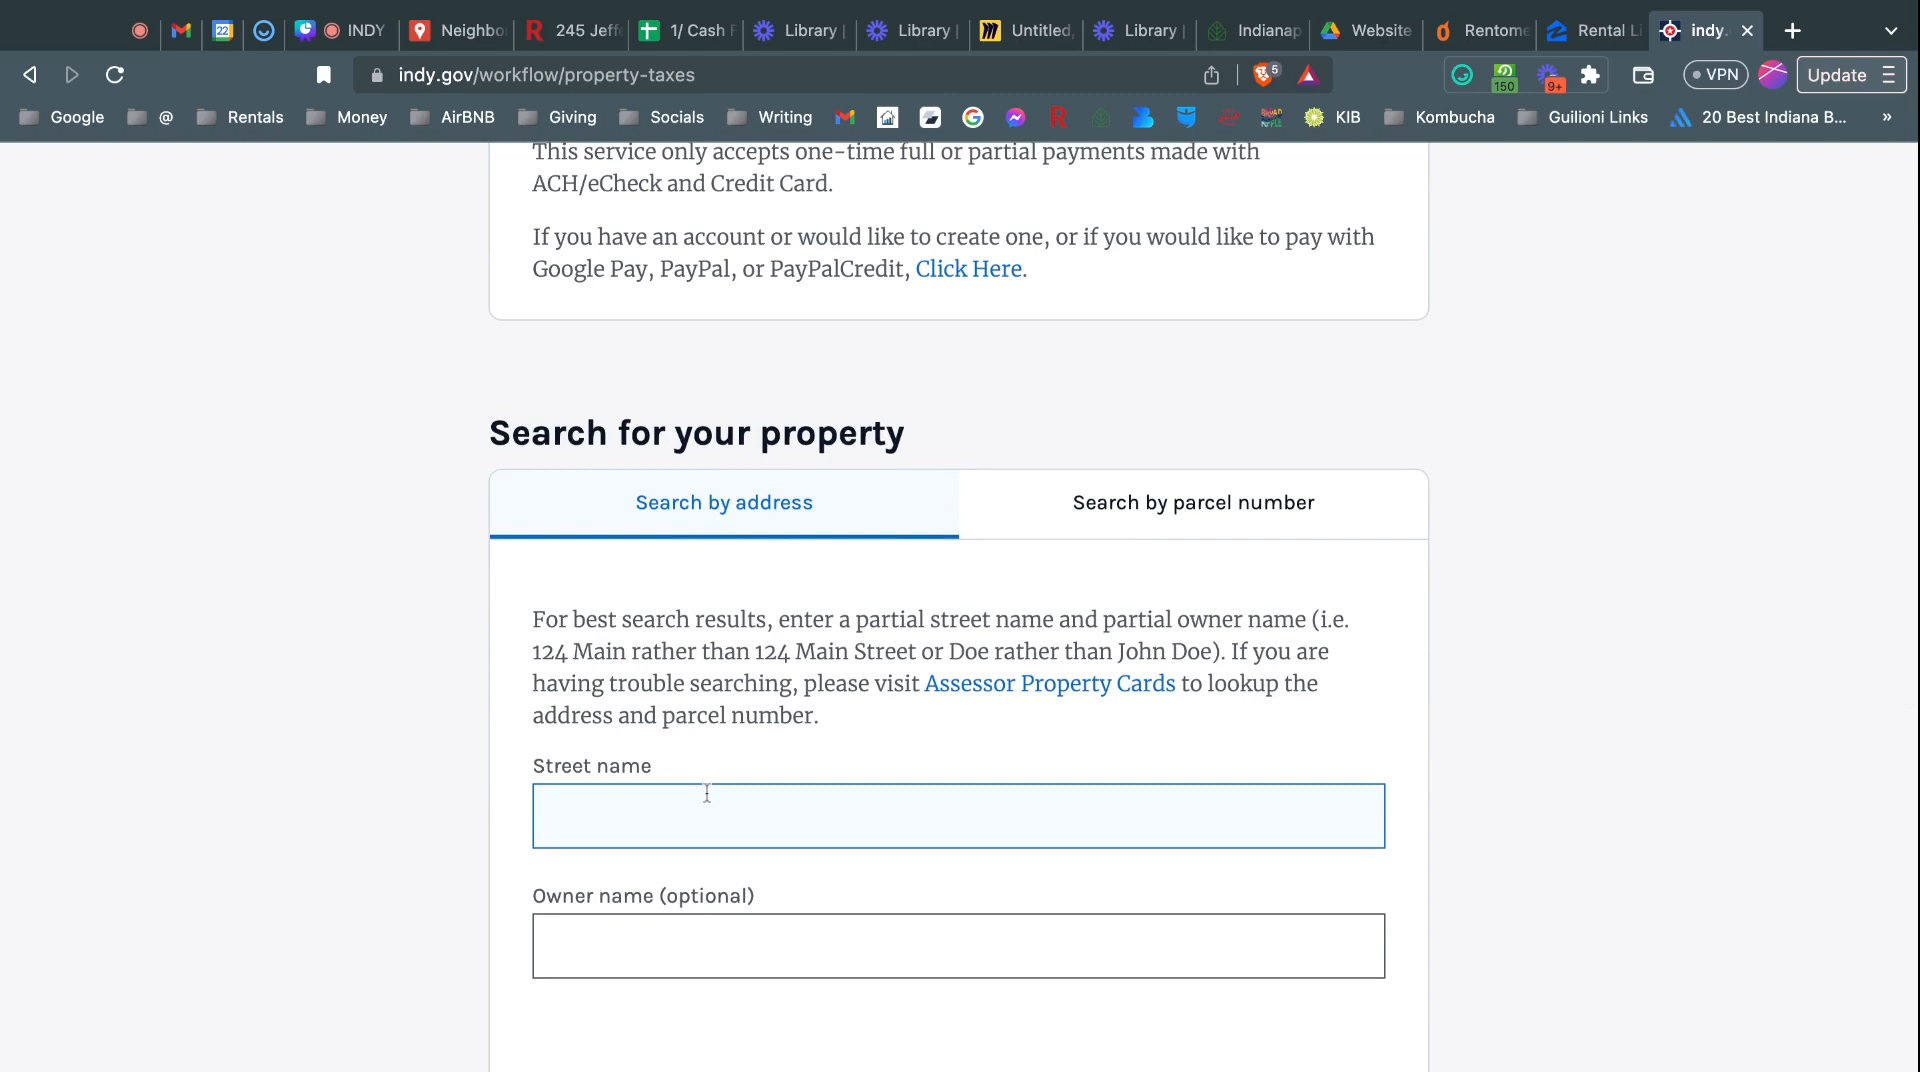 22
INDY
Neighbo
245 Jeff
1/ Cash F
Library
Library
Untitled,
Library
Indianap
Website
Rentome
Rental Li
indy.
indy.gov/workflow/property-taxes
5
150
9+
VPN
Update
Google
@
Rentals
Money
AirBNB
Giving
Socials
Writing
KIB
Kombucha
Guilioni Links
20 Best Indiana B...
»
This service only accepts one-time full or partial payments made with
ACH/eCheck and Credit Card.
If you have an account or would like to create one, or if you would like to pay with
Google Pay, PayPal, or PayPalCredit, Click Here.
Search for your property
Search by address
Search by parcel number
For best search results, enter a partial street name and partial owner name (i.e.
124 Main rather than 124 Main Street or Doe rather than John Doe). If you are
having trouble searching, please visit Assessor Property Cards to lookup the
address and parcel number.
Street name
Owner name (optional)